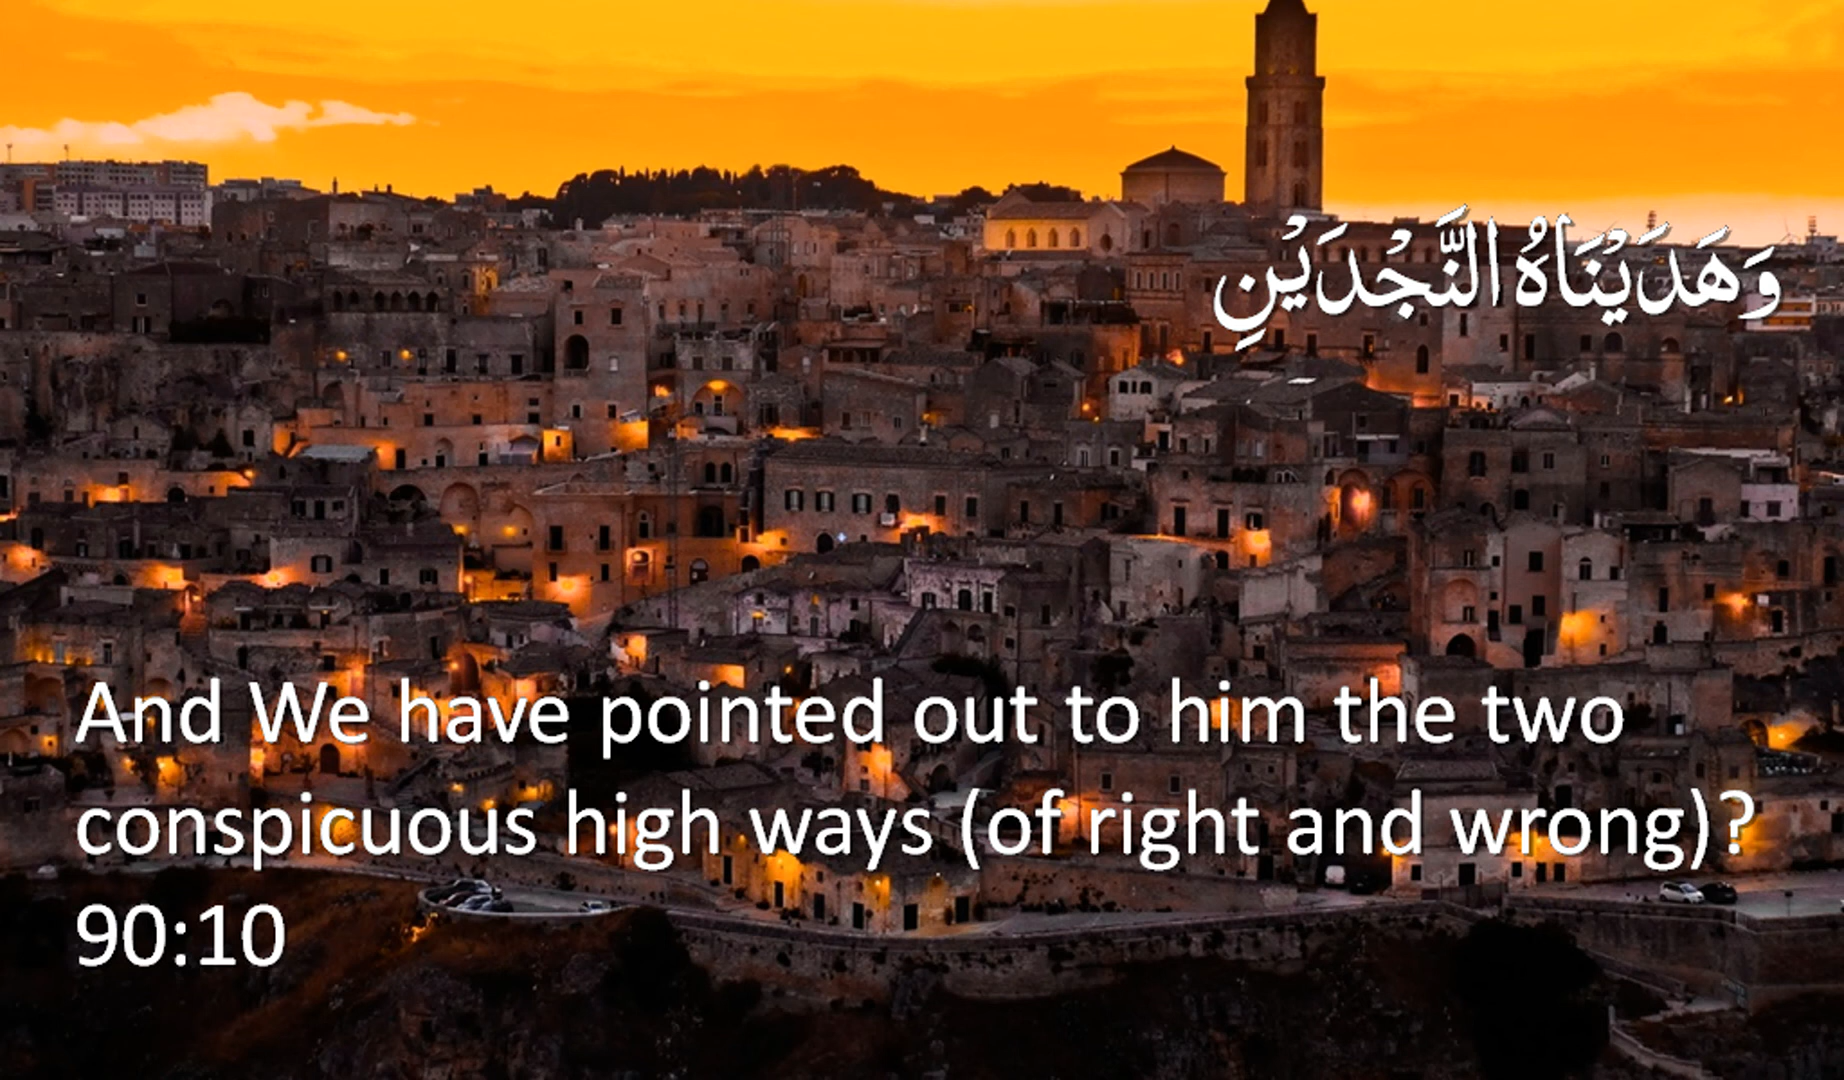 وَهَدَيْنَاهُ النَّجْدَيْنِ
And We have pointed out to him the two
conspicuous high ways (of right and wrong)?
90:10